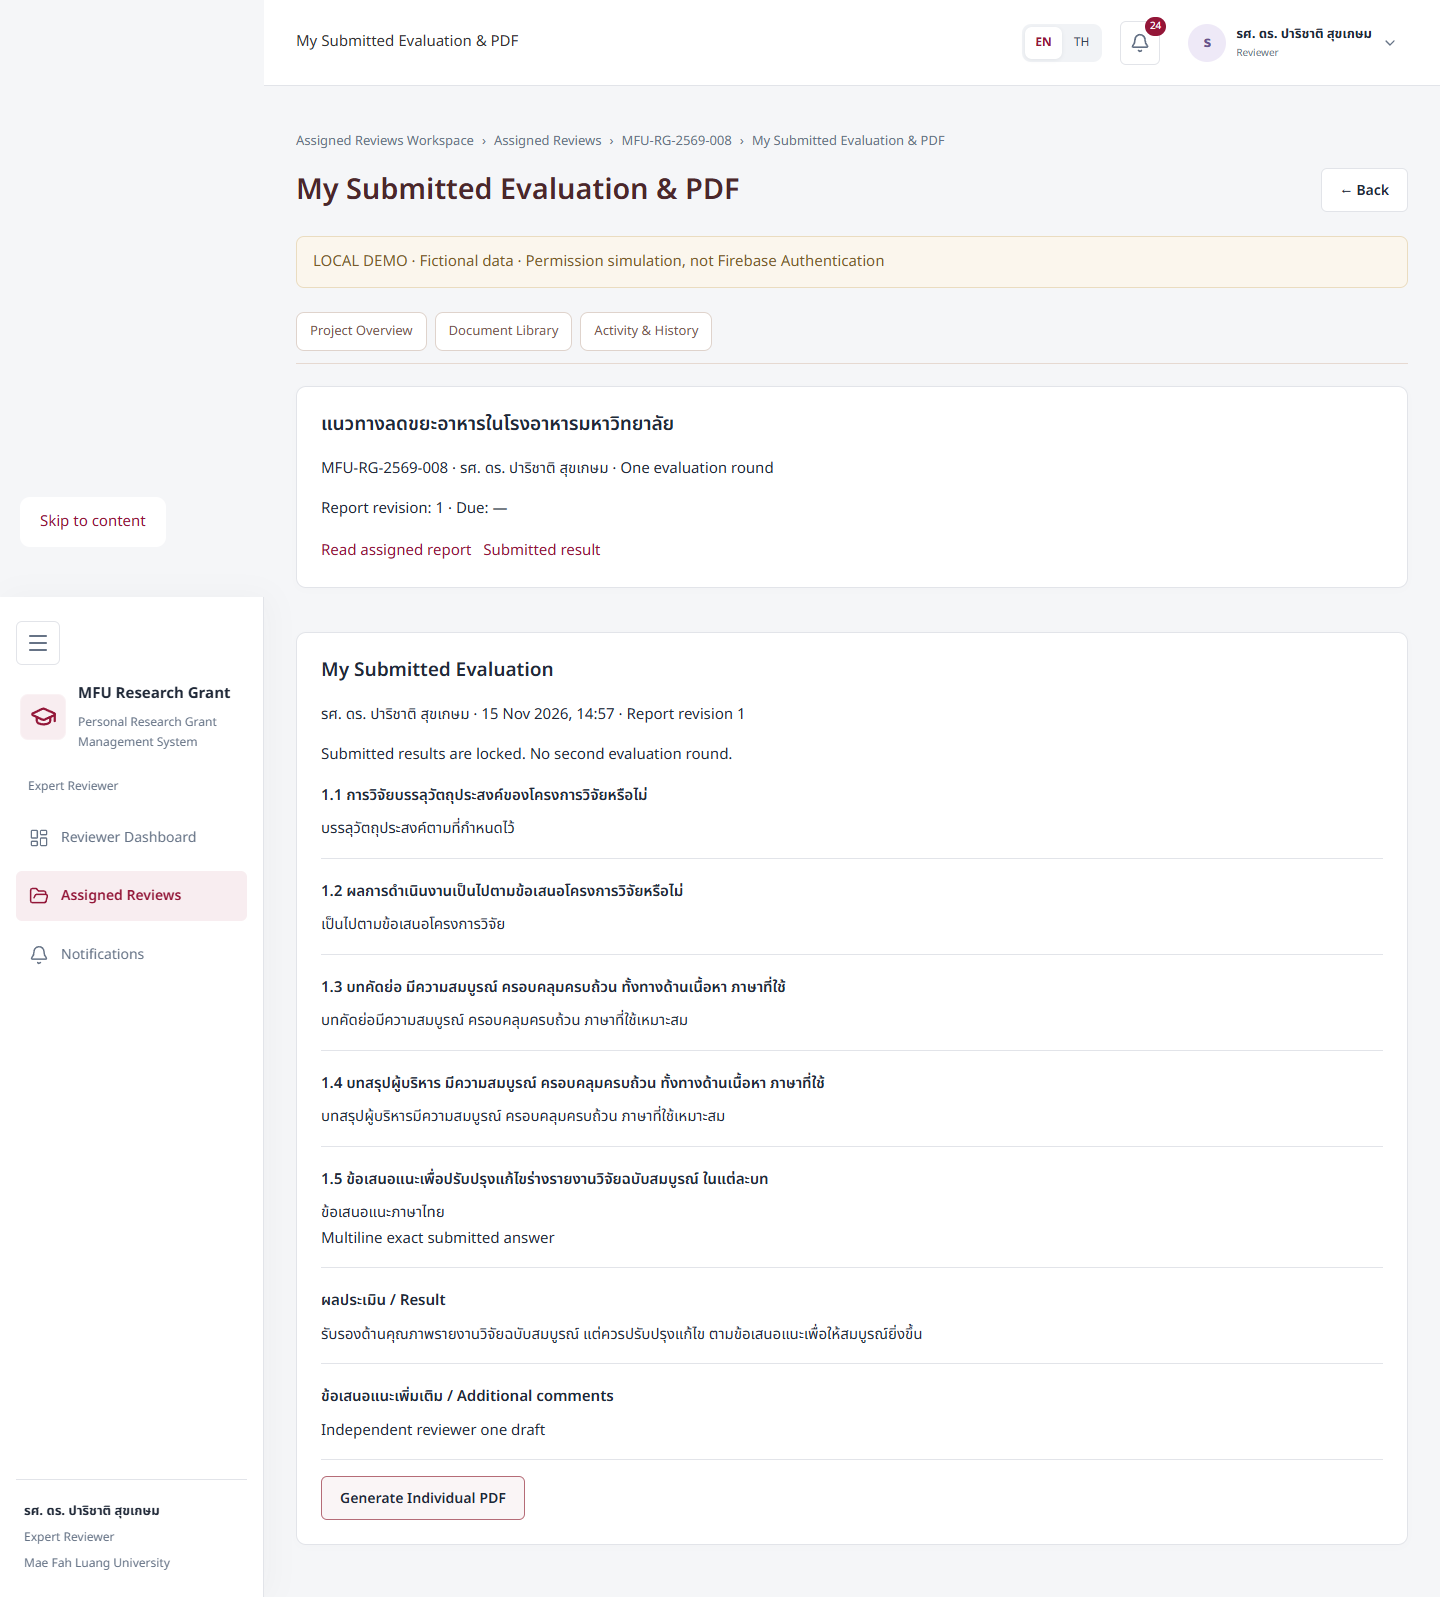 My Submitted Evaluation & PDF
EN
TH
24
S
รศ. ดร. ปาริชาติ สุขเกษม
Reviewer
Assigned Reviews Workspace › Assigned Reviews › MFU-RG-2569-008 › My Submitted Evaluation & PDF
My Submitted Evaluation & PDF
← Back
LOCAL DEMO · Fictional data · Permission simulation, not Firebase Authentication
Project Overview
Document Library
Activity & History
แนวทางลดขยะอาหารในโรงอาหารมหาวิทยาลัย
MFU-RG-2569-008 · รศ. ดร. ปาริชาติ สุขเกษม · One evaluation round
Report revision: 1 · Due: —
Read assigned report
Submitted result
Skip to content
MFU Research Grant
Personal Research Grant
Management System
Expert Reviewer
Reviewer Dashboard
Assigned Reviews
Notifications
รศ. ดร. ปาริชาติ สุขเกษม
Expert Reviewer
Mae Fah Luang University
My Submitted Evaluation
รศ. ดร. ปาริชาติ สุขเกษม · 15 Nov 2026, 14:57 · Report revision 1
Submitted results are locked. No second evaluation round.
1.1 การวิจัยบรรลุวัตถุประสงค์ของโครงการวิจัยหรือไม่
บรรลุวัตถุประสงค์ตามที่กำหนดไว้
1.2 ผลการดำเนินงานเป็นไปตามข้อเสนอโครงการวิจัยหรือไม่
เป็นไปตามข้อเสนอโครงการวิจัย
1.3 บทคัดย่อ มีความสมบูรณ์ ครอบคลุมครบถ้วน ทั้งทางด้านเนื้อหา ภาษาที่ใช้
บทคัดย่อมีความสมบูรณ์ ครอบคลุมครบถ้วน ภาษาที่ใช้เหมาะสม
1.4 บทสรุปผู้บริหาร มีความสมบูรณ์ ครอบคลุมครบถ้วน ทั้งทางด้านเนื้อหา ภาษาที่ใช้
บทสรุปผู้บริหารมีความสมบูรณ์ ครอบคลุมครบถ้วน ภาษาที่ใช้เหมาะสม
1.5 ข้อเสนอแนะเพื่อปรับปรุงแก้ไขร่างรายงานวิจัยฉบับสมบูรณ์ ในแต่ละบท
ข้อเสนอแนะภาษาไทย
Multiline exact submitted answer
ผลประเมิน / Result
รับรองด้านคุณภาพรายงานวิจัยฉบับสมบูรณ์ แต่ควรปรับปรุงแก้ไข ตามข้อเสนอแนะเพื่อให้สมบูรณ์ยิ่งขึ้น
ข้อเสนอแนะเพิ่มเติม / Additional comments
Independent reviewer one draft
Generate Individual PDF